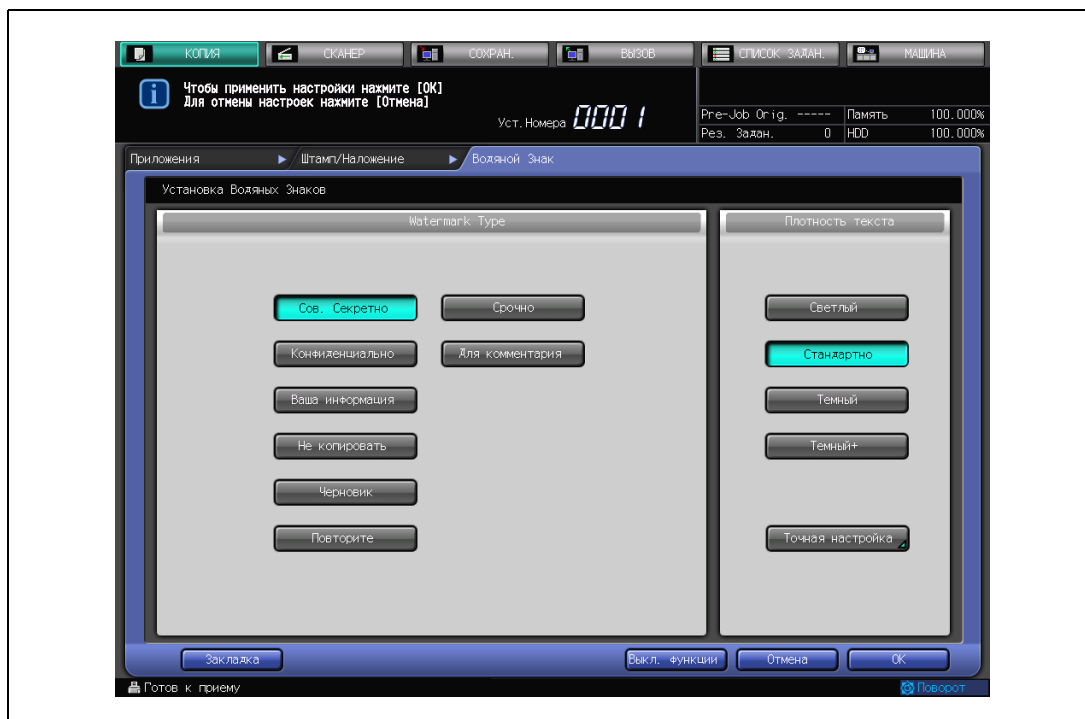 КОПИЯ СКАНЕР СОХРАН. ВЫЗОВ СПИСОК ЗАДАН. МАШИНА
Чтобы применить настройки нажмите [OK]
Для отмены настроек нажмите [Отмена]
Уст.Номера 0001
Pre-Job Orig. ----- Память 100.000%
Рез. Задан. 0 HDD 100.000%
Приложения Штамп/Наложение Водяной Знак
Установка Водяных Знаков
Watermark Type Плотность текста
Сов. Секретно Срочно Светлый
Конфиденциально Для комментария Стандартно
Ваша информация Темный
Не копировать Темный+
Черновик
Повторите Точная настройка
Закладка Выкл. функции Отмена OK
Готов к приему Поворот